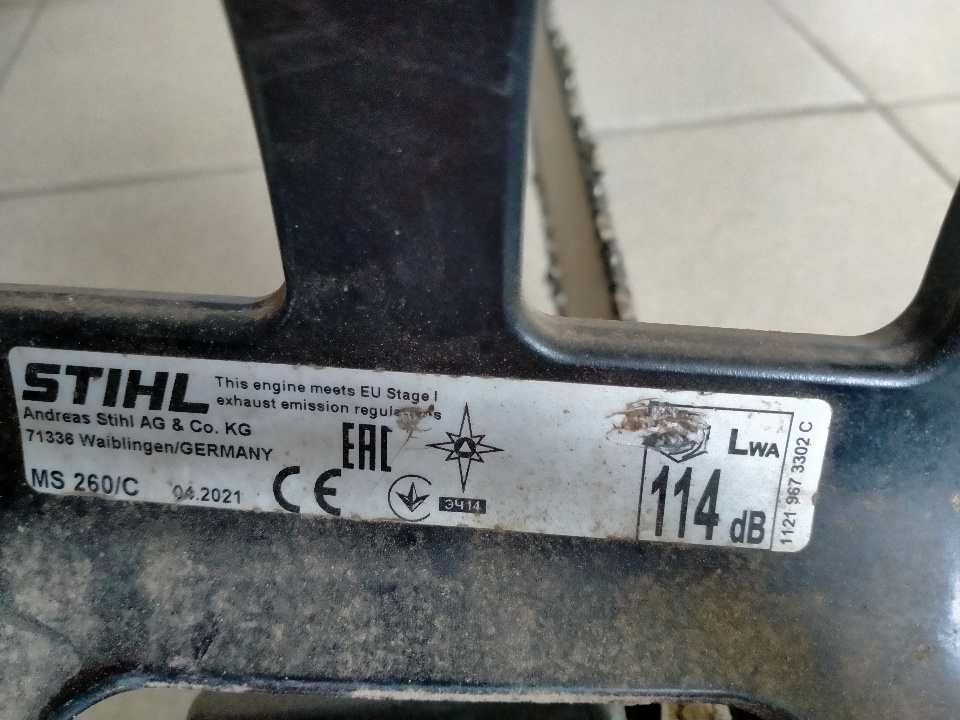 STIHL
This engine meets EU Stage I
exhaust emission
Andreas Stihl AG & Co. KG
71336 Waiblingen/GERMANY
EAC
MS 260/C 04.2021 CE
ЭЧ14
LWA
114 dB
1121 967 3302 C